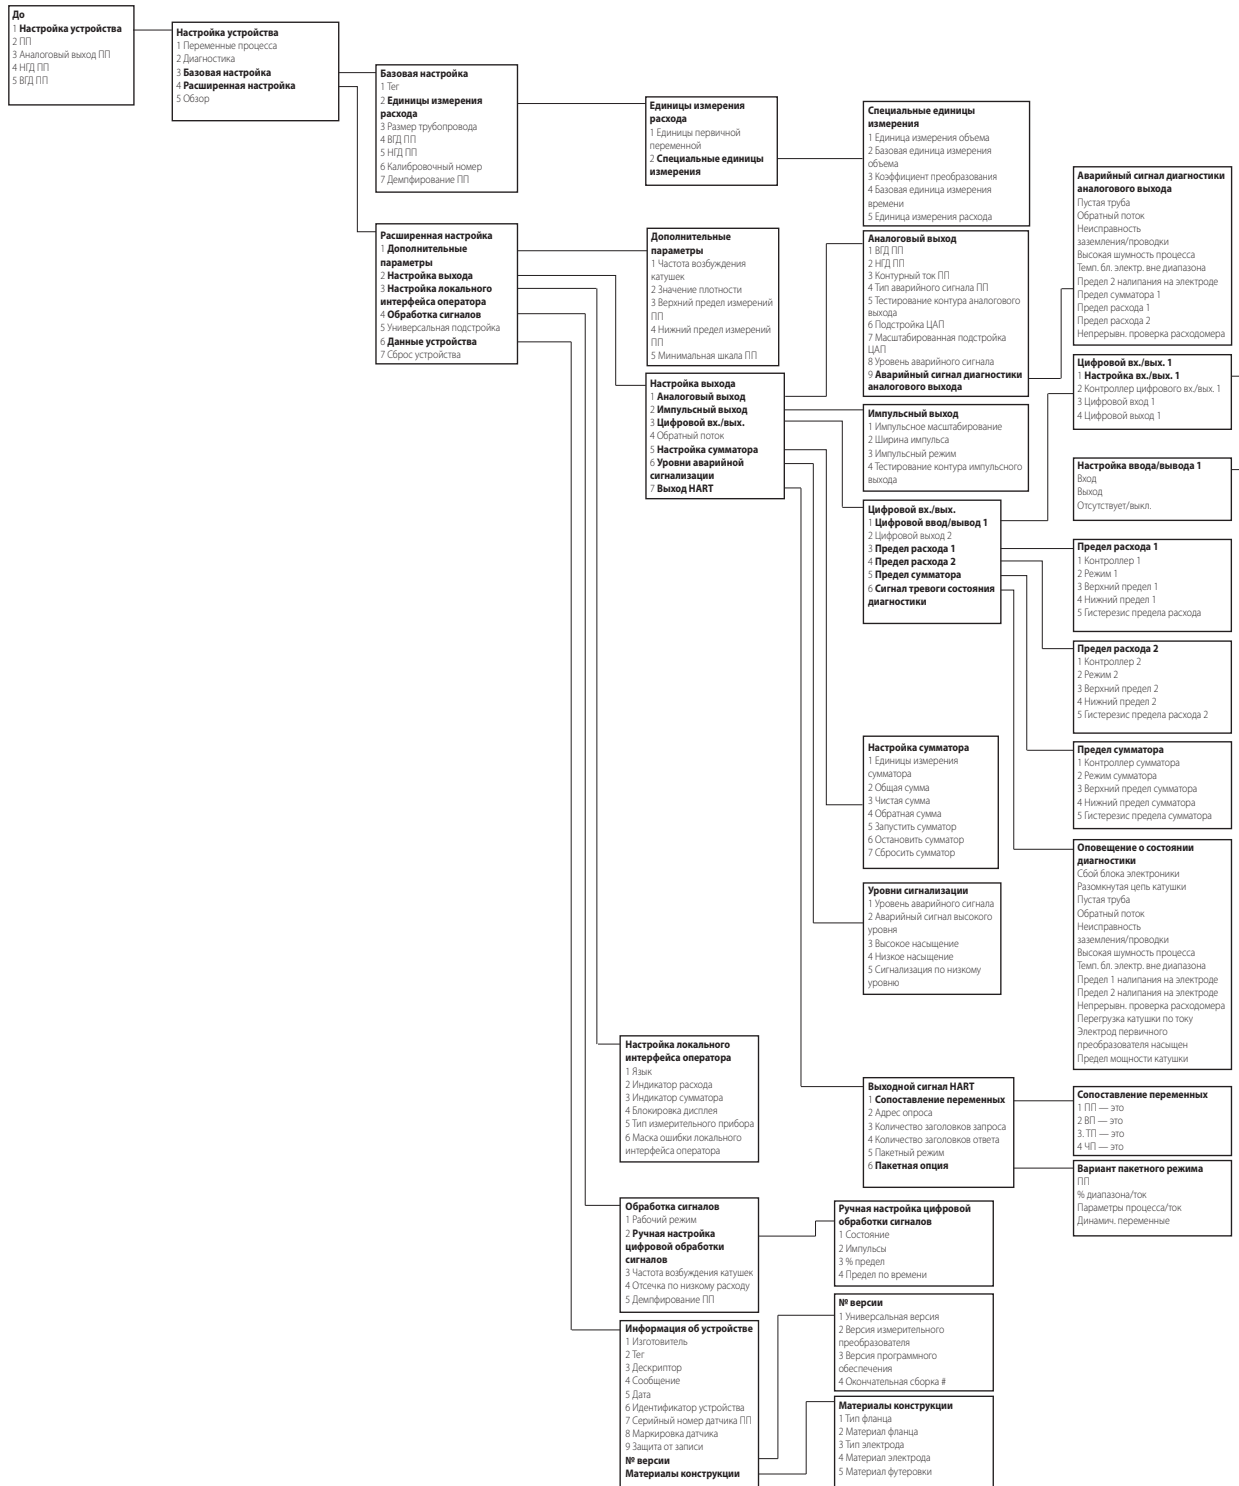 До
1 Настройка устройства
2 ПП
3 Аналоговый выход ПП
4 НГД ПП
5 ВГД ПП
Настройка устройства
1 Переменные процесса
2 Диагностика
3 Базовая настройка
4 Расширенная настройка
5 Обзор
Базовая настройка
1 Тег
2 Единицы измерения
расхода
3 Размер трубопровода
4 ВГД ПП
5 НГД ПП
6 Калибровочный номер
7 Демпфирование ПП
Единицы измерения
расхода
1 Единицы первичной
переменной
2 Специальные единицы
измерения
Специальные единицы
измерения
1 Единица измерения объема
2 Базовая единица измерения
объема
3 Коэффициент преобразования
4 Базовая единица измерения
времени
5 Единица измерения расхода
Расширенная настройка
1 Дополнительные
параметры
2 Настройка выхода
3 Настройка локального
интерфейса оператора
4 Обработка сигналов
5 Универсальная подстройка
6 Данные устройства
7 Сброс устройства
Дополнительные
параметры
1 Частота возбуждения
катушек
2 Значение плотности
3 Верхний предел измерений
ПП
4 Нижний предел измерений
ПП
5 Минимальная шкала ПП
Настройка выхода
1 Аналоговый выход
2 Импульсный выход
3 Цифровой вх./вых.
4 Обратный поток
5 Настройка сумматора
6 Уровни аварийной
сигнализации
7 Выход HART
Аналоговый выход
1 ВГД ПП
2 НГД ПП
3 Контурный ток ПП
4 Тип аварийного сигнала ПП
5 Тестирование контура аналогового
выхода
6 Подстройка ЦАП
7 Масштабированная подстройка
ЦАП
8 Уровень аварийного сигнала
9 Аварийный сигнал диагностики
аналогового выхода
Аварийный сигнал диагностики
аналогового выхода
Пустая труба
Обратный поток
Неисправность
заземления/проводки
Высокая шумность процесса
Темп. бл. электр. вне диапазона
Предел 2 налипания на электроде
Предел сумматора 1
Предел расхода 1
Предел расхода 2
Непрерывн. проверка расходомера
Импульсный выход
1 Импульсное масштабирование
2 Ширина импульса
3 Импульсный режим
4 Тестирование контура импульсного
выхода
Цифровой вх./вых. 1
1 Настройка вх./вых. 1
2 Контроллер цифрового вх./вых. 1
3 Цифровой вход 1
4 Цифровой выход 1
Настройка ввода/вывода 1
Вход
Выход
Отсутствует/выкл.
Цифровой вх./вых.
1 Цифровой ввод/вывод 1
2 Цифровой выход 2
3 Предел расхода 1
4 Предел расхода 2
5 Предел сумматора
6 Сигнал тревоги состояния
диагностики
Предел расхода 1
1 Контроллер 1
2 Режим 1
3 Верхний предел 1
4 Нижний предел 1
5 Гистерезис предела расхода
Предел расхода 2
1 Контроллер 2
2 Режим 2
3 Верхний предел 2
4 Нижний предел 2
5 Гистерезис предела расхода 2
Настройка сумматора
1 Единицы измерения
сумматора
2 Общая сумма
3 Чистая сумма
4 Обратная сумма
5 Запустить сумматор
6 Остановить сумматор
7 Сбросить сумматор
Предел сумматора
1 Контроллер сумматора
2 Режим сумматора
3 Верхний предел сумматора
4 Нижний предел сумматора
5 Гистерезис предела сумматора
Уровни сигнализации
1 Уровень аварийного сигнала
2 Аварийный сигнал высокого
уровня
3 Высокое насыщение
4 Низкое насыщение
5 Сигнализация по низкому
уровню
Оповещение о состоянии
диагностики
Сбой блока электроники
Разомкнутая цепь катушки
Пустая труба
Обратный поток
Неисправность
заземления/проводки
Высокая шумность процесса
Темп. бл. электр. вне диапазона
Предел 1 налипания на электроде
Предел 2 налипания на электроде
Непрерывн. проверка расходомера
Перегрузка катушки по току
Электрод первичного
преобразователя насыщен
Предел мощности катушки
Настройка локального
интерфейса оператора
1 Язык
2 Индикатор расхода
3 Индикатор сумматора
4 Блокировка дисплея
5 Тип измерительного прибора
6 Маска ошибки локального
интерфейса оператора
Выходной сигнал HART
1 Сопоставление переменных
2 Адрес опроса
3 Количество заголовков запроса
4 Количество заголовков ответа
5 Пакетный режим
6 Пакетная опция
Сопоставление переменных
1 ПП — это
2 ВП — это
3. ТП — это
4 ЧП — это
Вариант пакетного режима
ПП
% диапазона/ток
Параметры процесса/ток
Динамич. переменные
Обработка сигналов
1 Рабочий режим
2 Ручная настройка
цифровой обработки
сигналов
3 Частота возбуждения катушек
4 Отсечка по низкому расходу
5 Демпфирование ПП
Ручная настройка цифровой
обработки сигналов
1 Состояние
2 Импульсы
3 % предел
4 Предел по времени
Информация об устройстве
1 Изготовитель
2 Тег
3 Дескриптор
4 Сообщение
5 Дата
6 Идентификатор устройства
7 Серийный номер датчика ПП
8 Маркировка датчика
9 Защита от записи
№ версии
Материалы конструкции
№ версии
1 Универсальная версия
2 Версия измерительного
преобразователя
3 Версия программного
обеспечения
4 Окончательная сборка #
Материалы конструкции
1 Тип фланца
2 Материал фланца
3 Тип электрода
4 Материал электрода
5 Материал футеровки